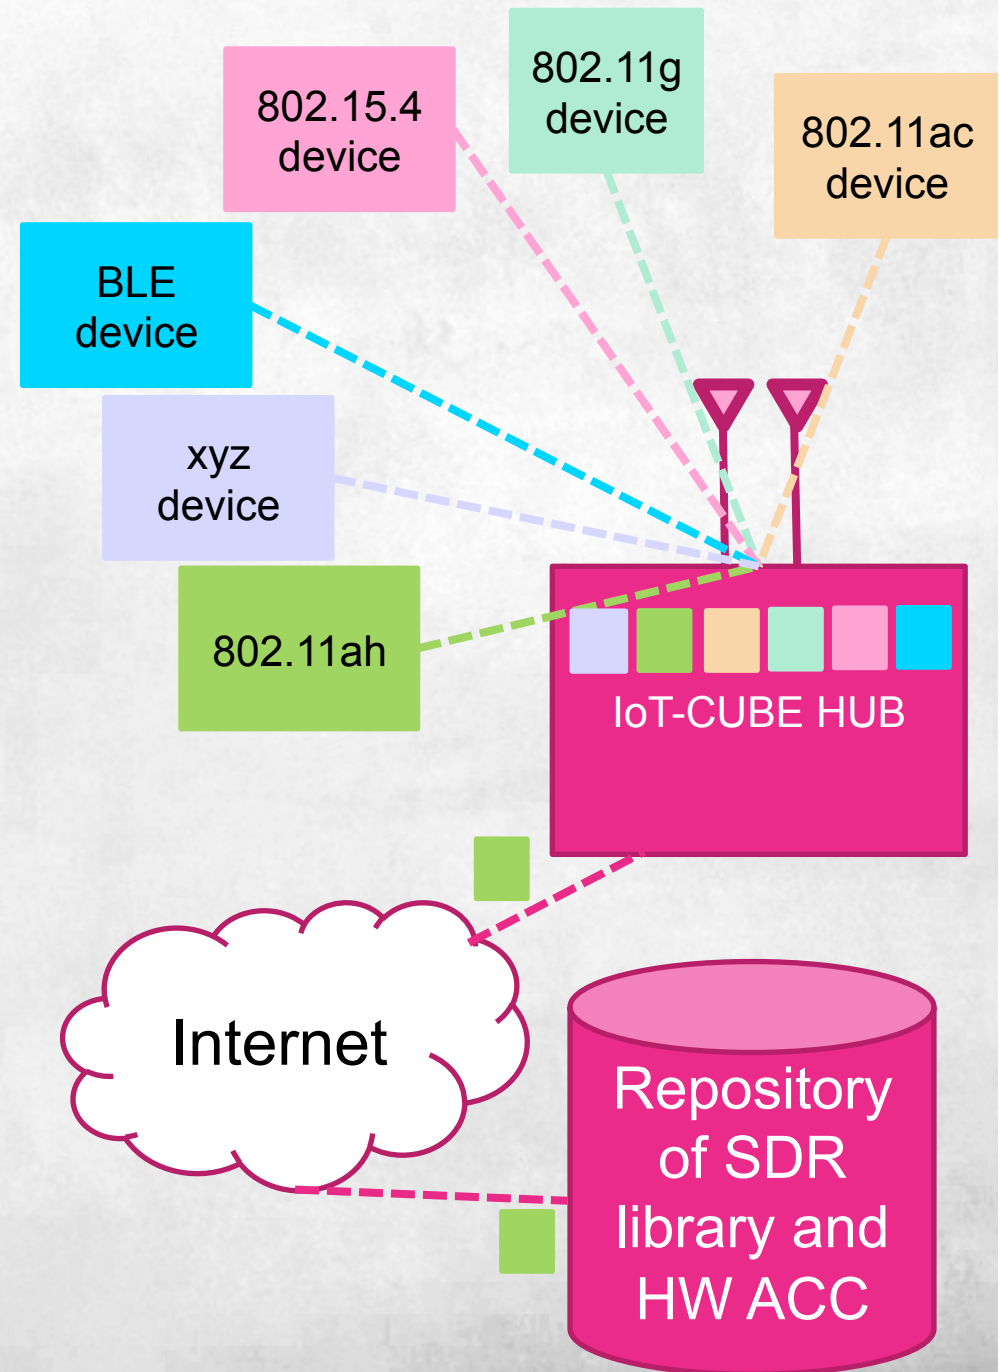 802.11g
device
802.15.4
device
802.11ac
device
BLE
device
xyz
device
802.11ah
IoT-CUBE HUB
Internet
Repository
of SDR
library and
HW ACC